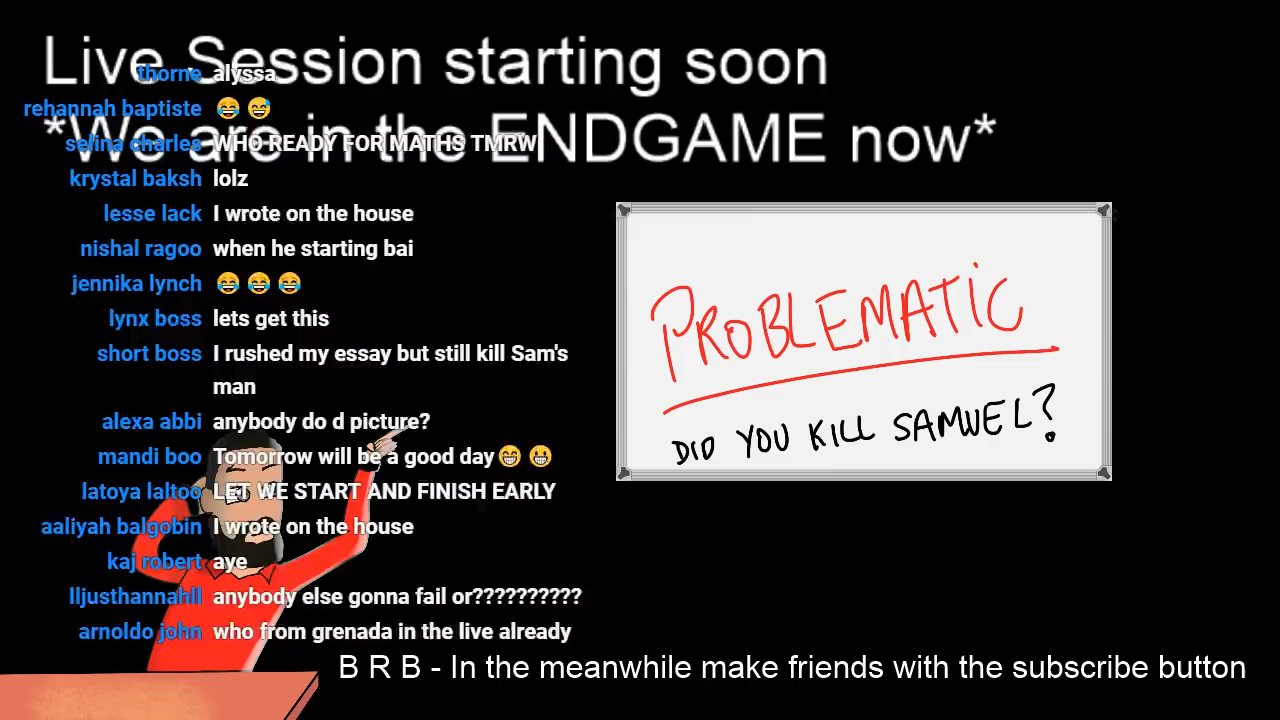 Live Session starting soon
*We are in the ENDGAME now*
thorne alyssa
rehannah baptiste 😂 😅
selina charles WHO READY FOR MATHS TMRW
krystal baksh lolz
lesse lack I wrote on the house
nishal ragoo when he starting bai
jennika lynch 😂 😂 😂
lynx boss lets get this
short boss I rushed my essay but still kill Sam's
man
alexa abbi anybody do d picture?
mandi boo Tomorrow will be a good day😁 😀
latoya laltoo LET WE START AND FINISH EARLY
aaliyah balgobin I wrote on the house
kaj robert aye
lljusthannahll anybody else gonna fail or??????????
arnoldo john who from grenada in the live already
PROBLEMATIC
DID YOU KILL SAMUEL?
B R B - In the meanwhile make friends with the subscribe button